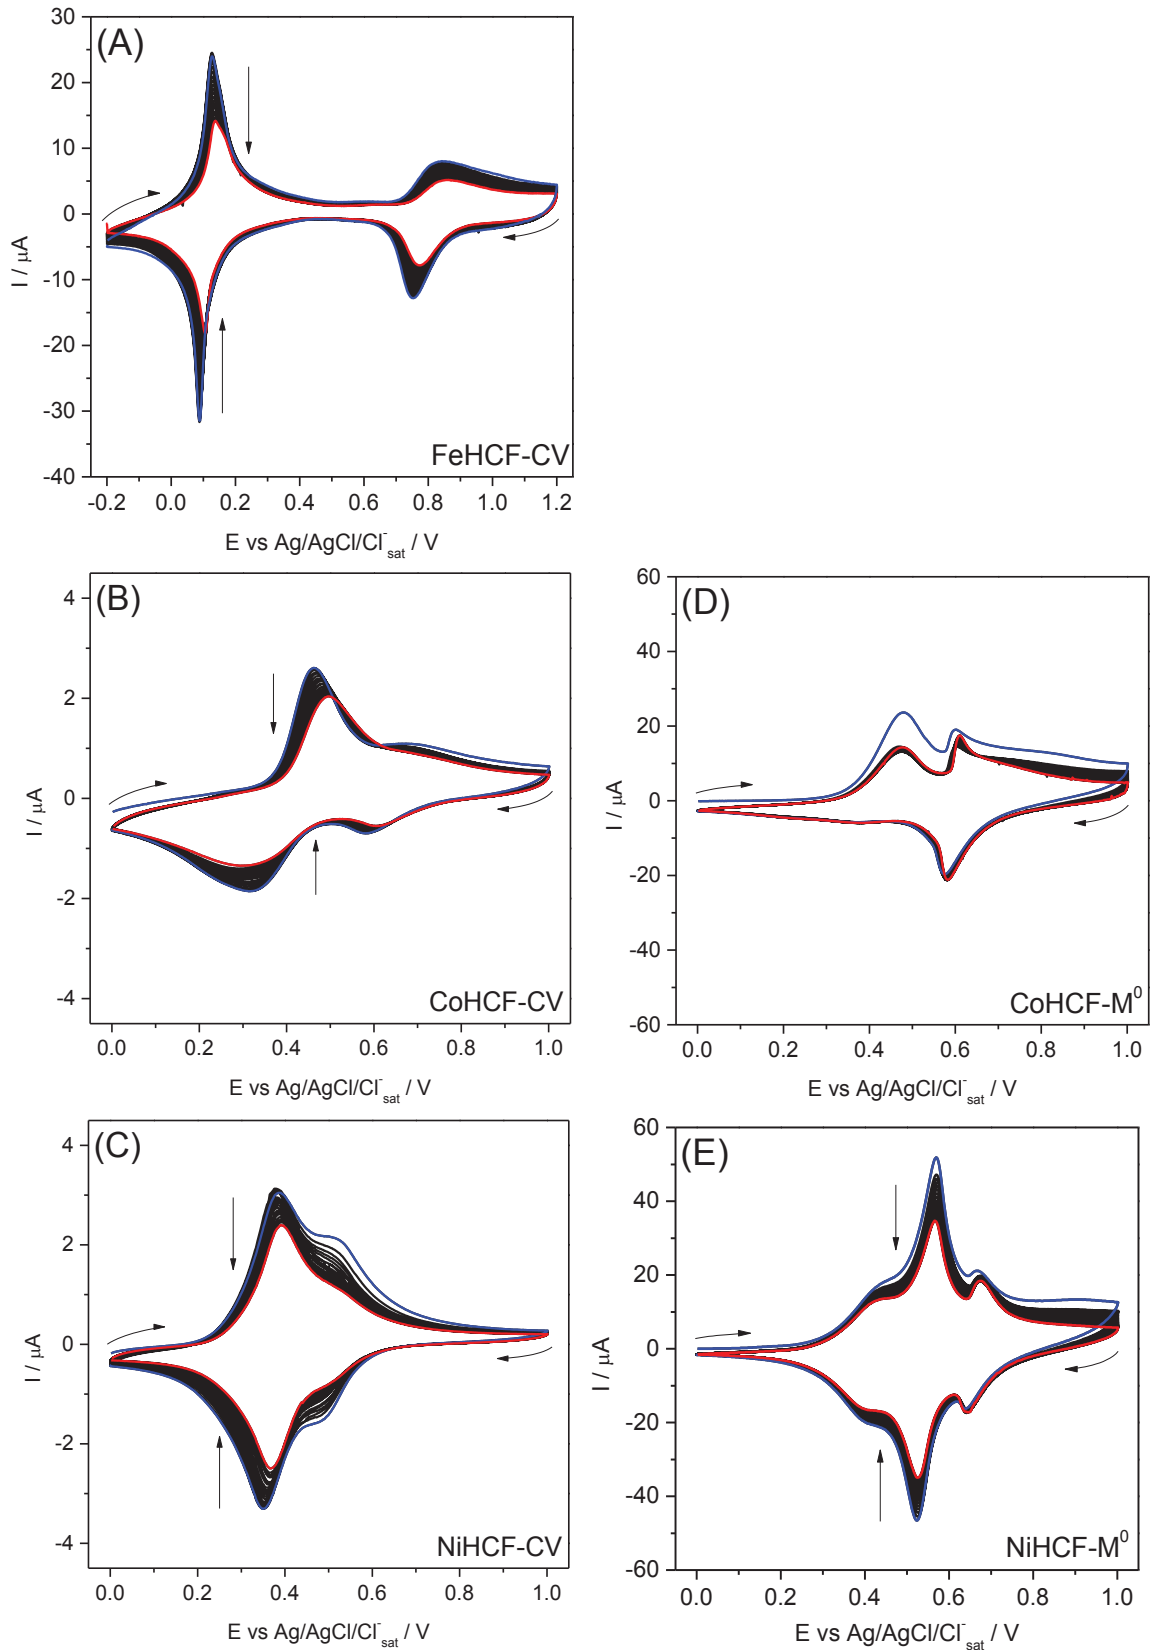 (A)
30
20
10
0
-10
-20
-30
-40
I / μA
FeHCF-CV
-0.2 0.0 0.2 0.4 0.6 0.8 1.0 1.2
E vs Ag/AgCl/Cl⁻sat / V
(B)
4
2
0
-2
-4
I / μA
CoHCF-CV
0.0 0.2 0.4 0.6 0.8 1.0
E vs Ag/AgCl/Cl⁻sat / V
(D)
60
40
20
0
-20
-40
-60
I / μA
CoHCF-M⁰
0.0 0.2 0.4 0.6 0.8 1.0
E vs Ag/AgCl/Cl⁻sat / V
(C)
4
2
0
-2
-4
I / μA
NiHCF-CV
0.0 0.2 0.4 0.6 0.8 1.0
E vs Ag/AgCl/Cl⁻sat / V
(E)
60
40
20
0
-20
-40
-60
I / μA
NiHCF-M⁰
0.0 0.2 0.4 0.6 0.8 1.0
E vs Ag/AgCl/Cl⁻sat / V